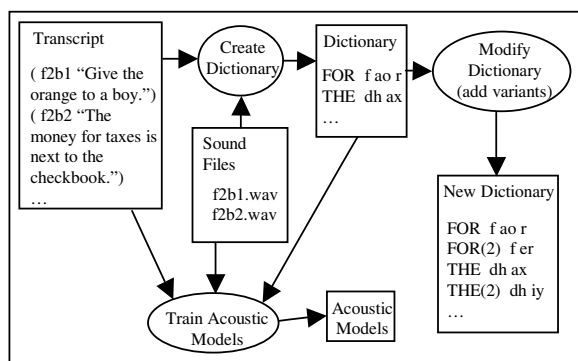 Transcript
( f2b1 “Give the
orange to a boy.”)
( f2b2 “The
money for taxes is
next to the
checkbook.”)
…
Create
Dictionary
Dictionary
FOR f ao r
THE dh ax
…
Modify
Dictionary
(add variants)
Sound
Files
f2b1.wav
f2b2.wav
New Dictionary
FOR f ao r
FOR(2) f er
THE dh ax
THE(2) dh iy
…
Train Acoustic
Models
Acoustic
Models